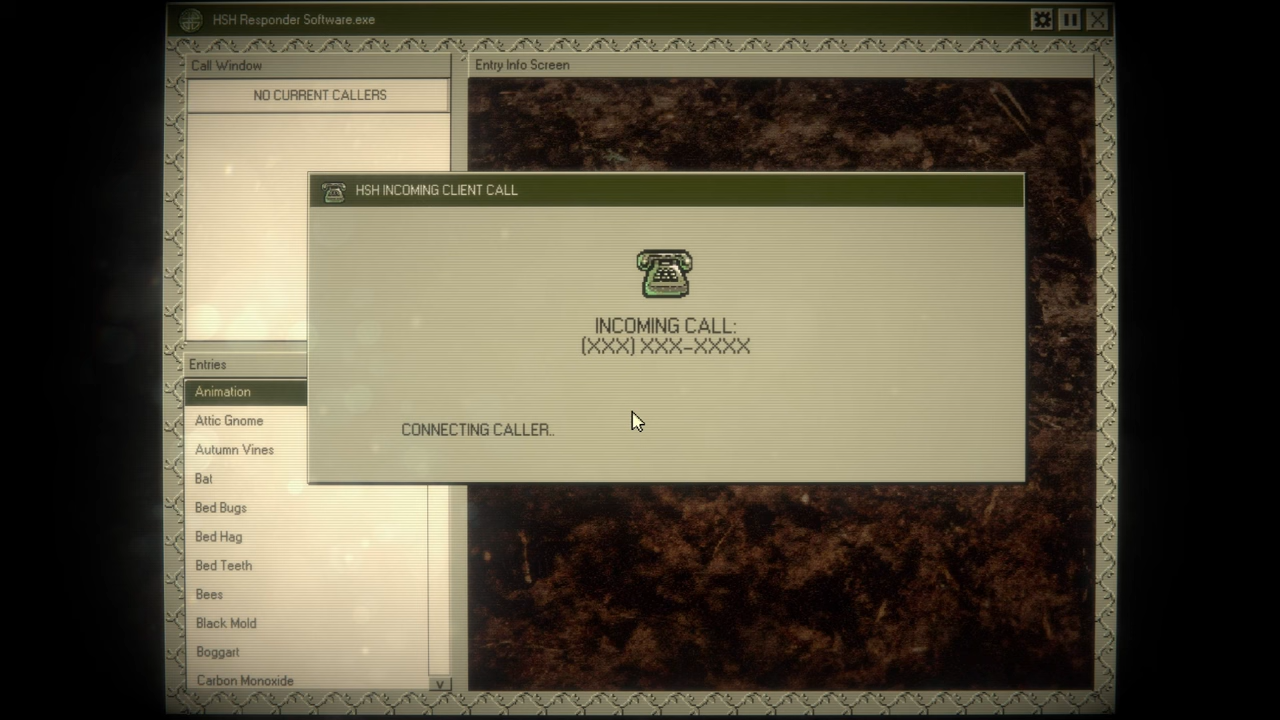 HSH Responder Software.exe
Call Window
NO CURRENT CALLERS
Entry Info Screen
HSH INCOMING CLIENT CALL
INCOMING CALL:
(XXX) XXX-XXXX
CONNECTING CALLER..
Entries
Animation
Attic Gnome
Autumn Vines
Bat
Bed Bugs
Bed Hag
Bed Teeth
Bees
Black Mold
Boggart
Carbon Monoxide